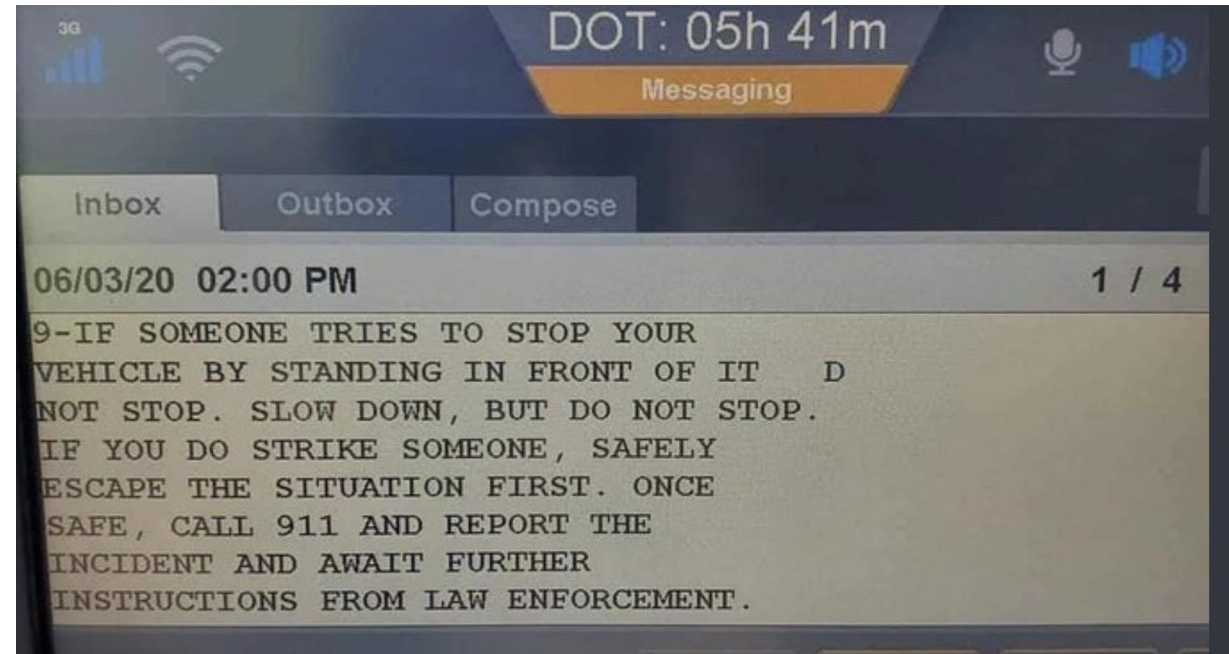 3G
DOT: 05h 41m
Messaging
Inbox Outbox Compose
06/03/20 02:00 PM 1 / 4
9-IF SOMEONE TRIES TO STOP YOUR
VEHICLE BY STANDING IN FRONT OF IT D
NOT STOP. SLOW DOWN, BUT DO NOT STOP.
IF YOU DO STRIKE SOMEONE, SAFELY
ESCAPE THE SITUATION FIRST. ONCE
SAFE, CALL 911 AND REPORT THE
INCIDENT AND AWAIT FURTHER
INSTRUCTIONS FROM LAW ENFORCEMENT.